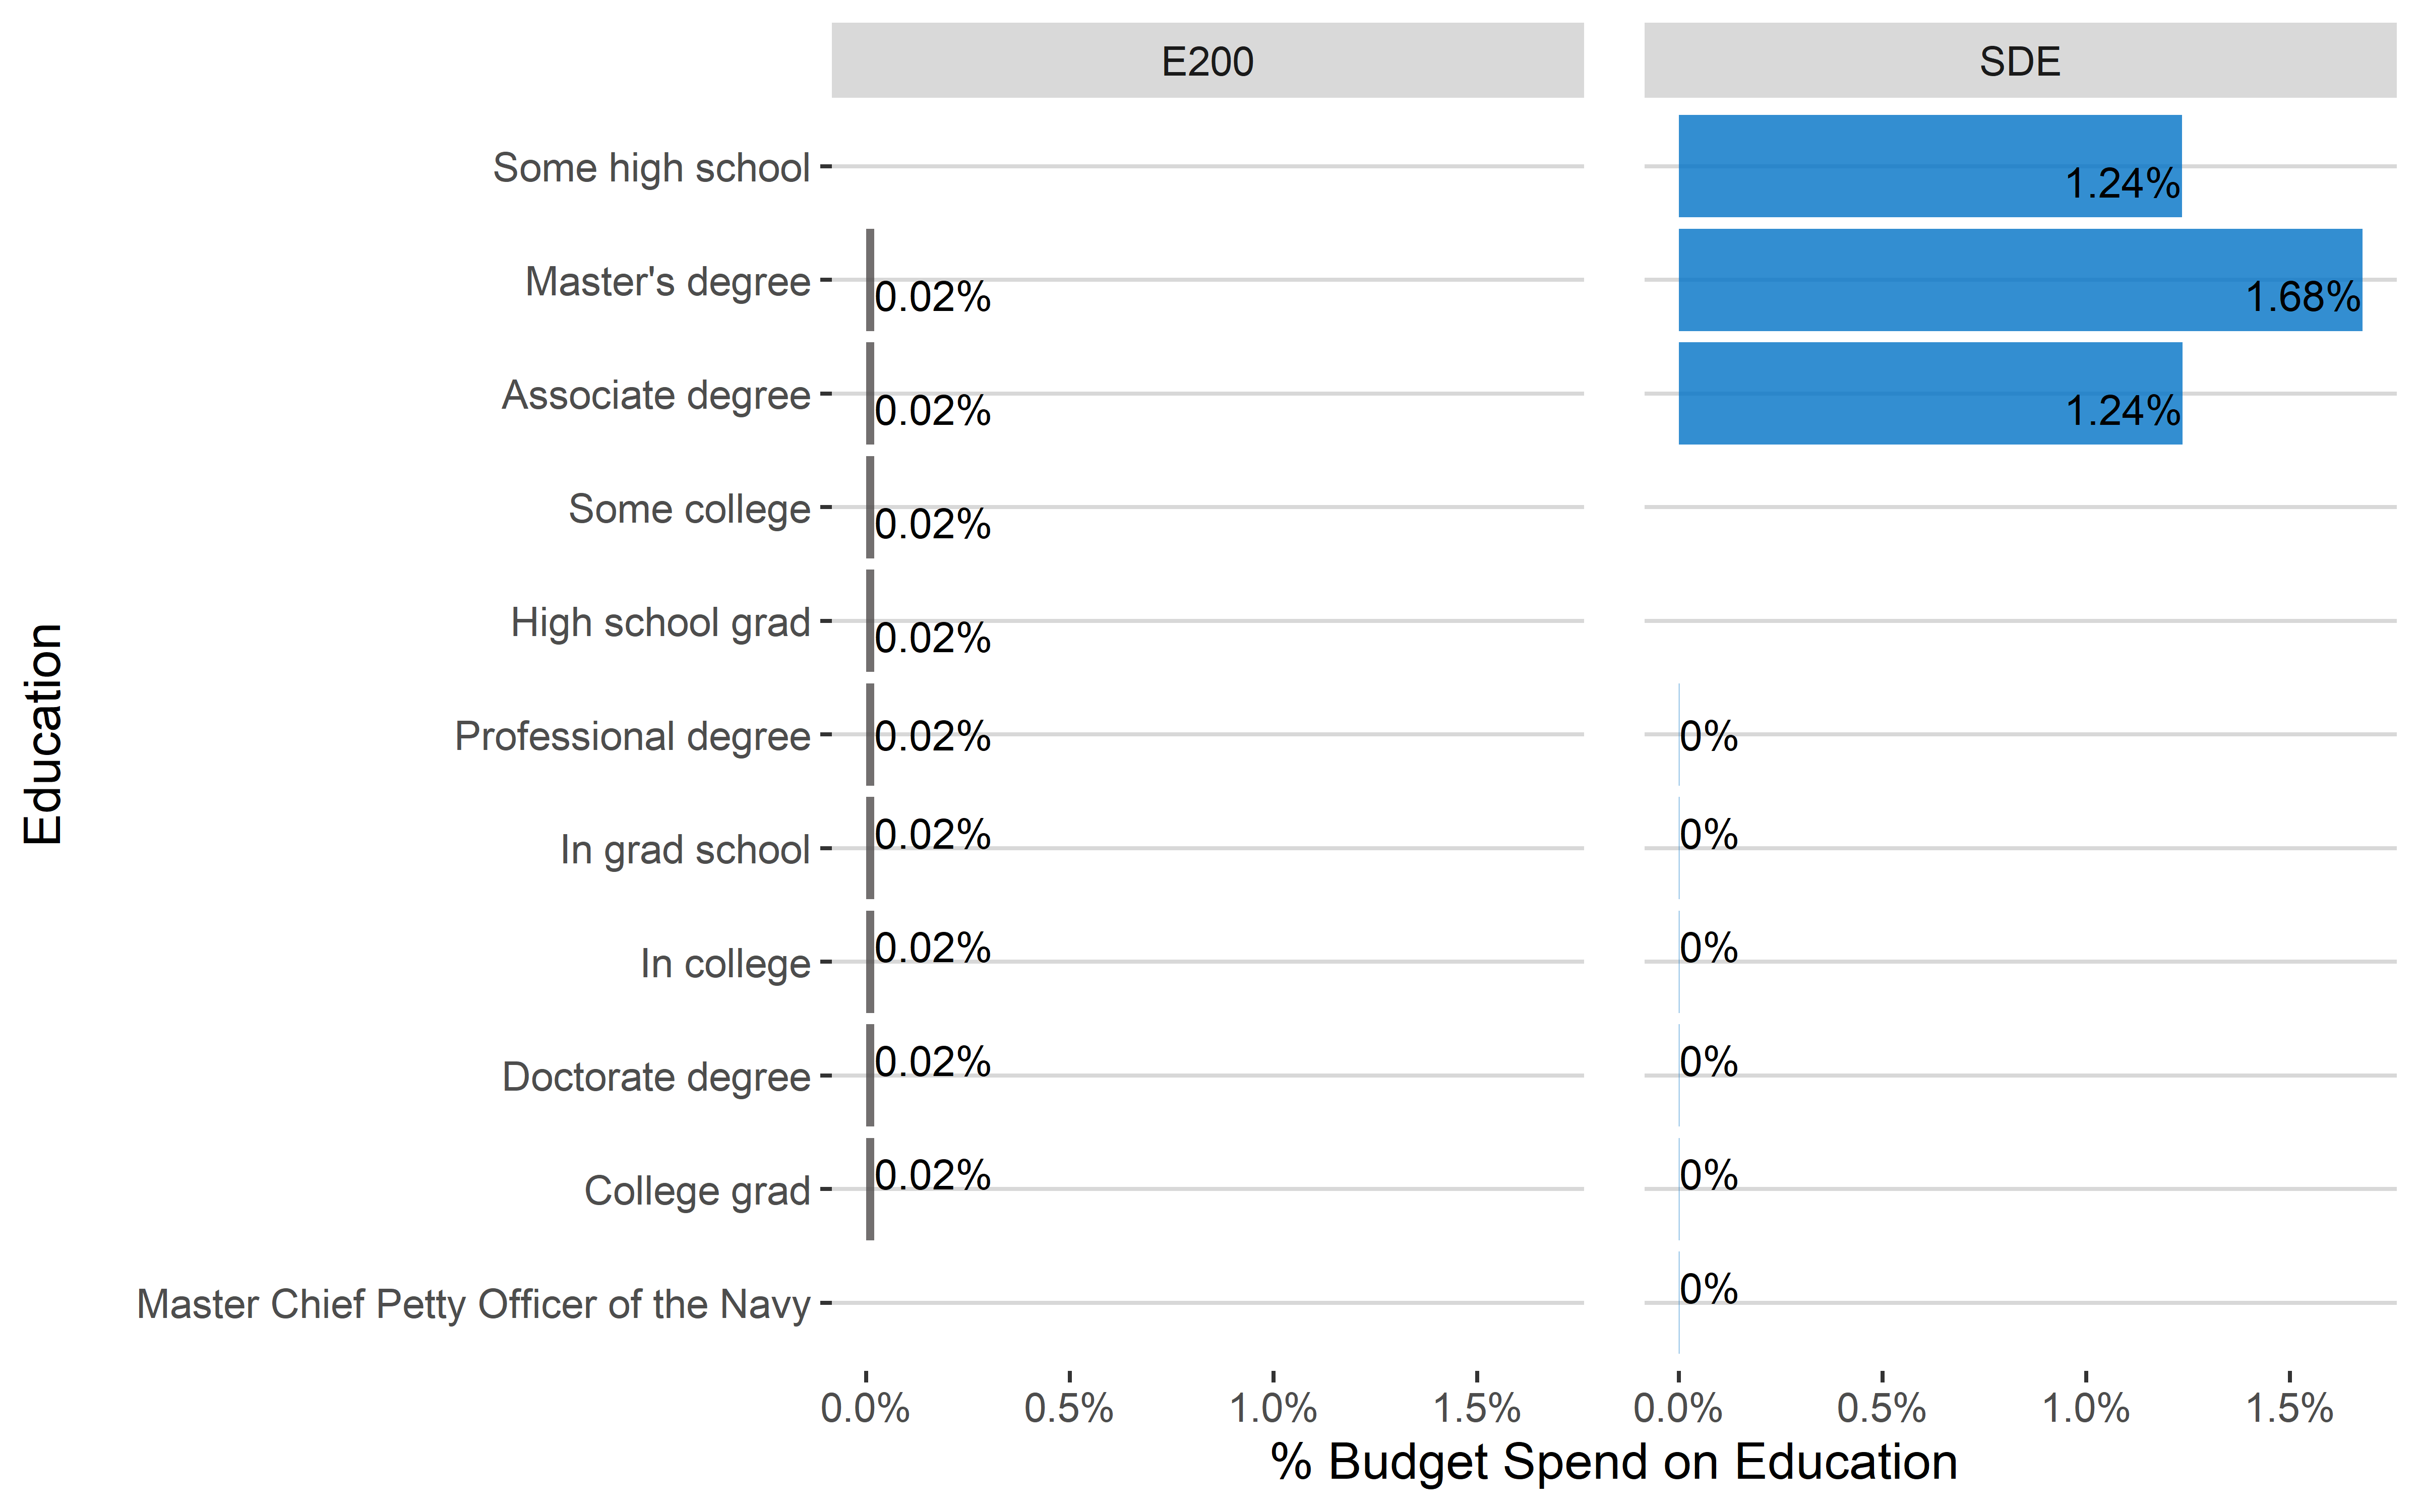 E200 SDE
Some high school 1.24%
Master's degree 0.02% 1.68%
Associate degree 0.02% 1.24%
Some college 0.02%
High school grad 0.02%
Professional degree 0.02% 0%
In grad school 0.02% 0%
In college 0.02% 0%
Doctorate degree 0.02% 0%
College grad 0.02% 0%
Master Chief Petty Officer of the Navy 0%
0.0% 0.5% 1.0% 1.5% 0.0% 0.5% 1.0% 1.5%
% Budget Spend on Education
Education